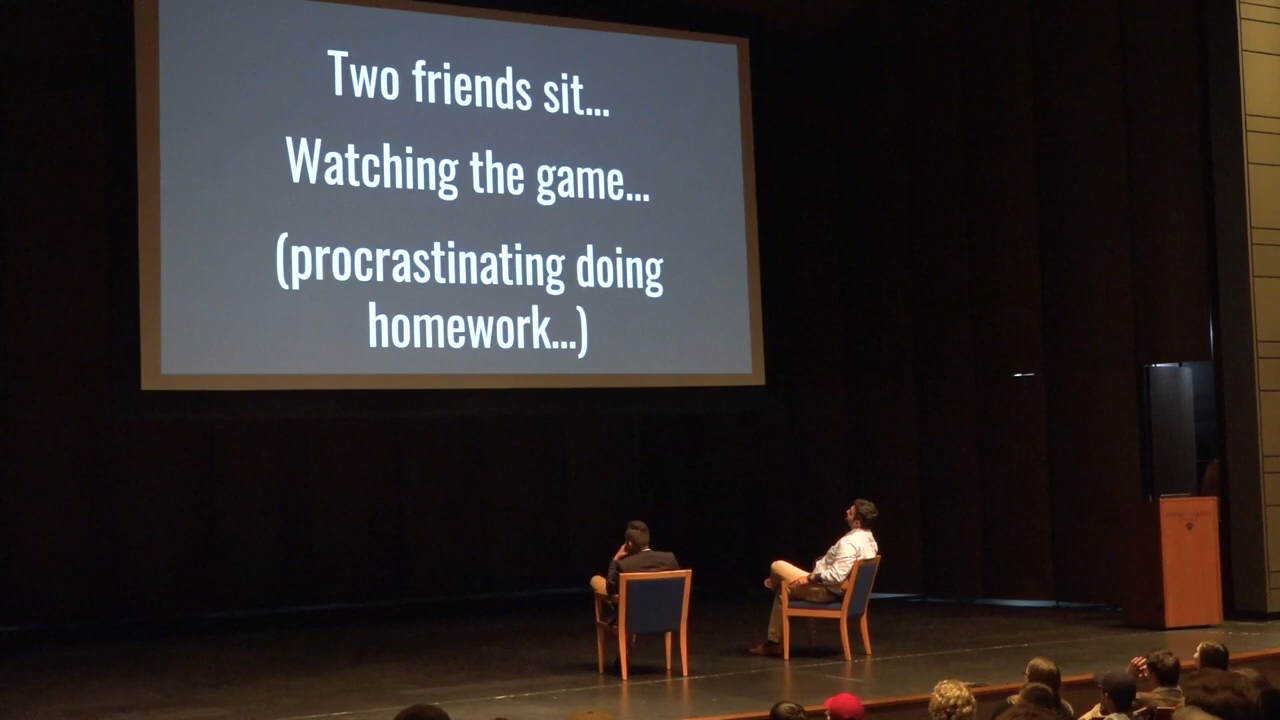 Two friends sit...
Watching the game...
(procrastinating doing
homework...)